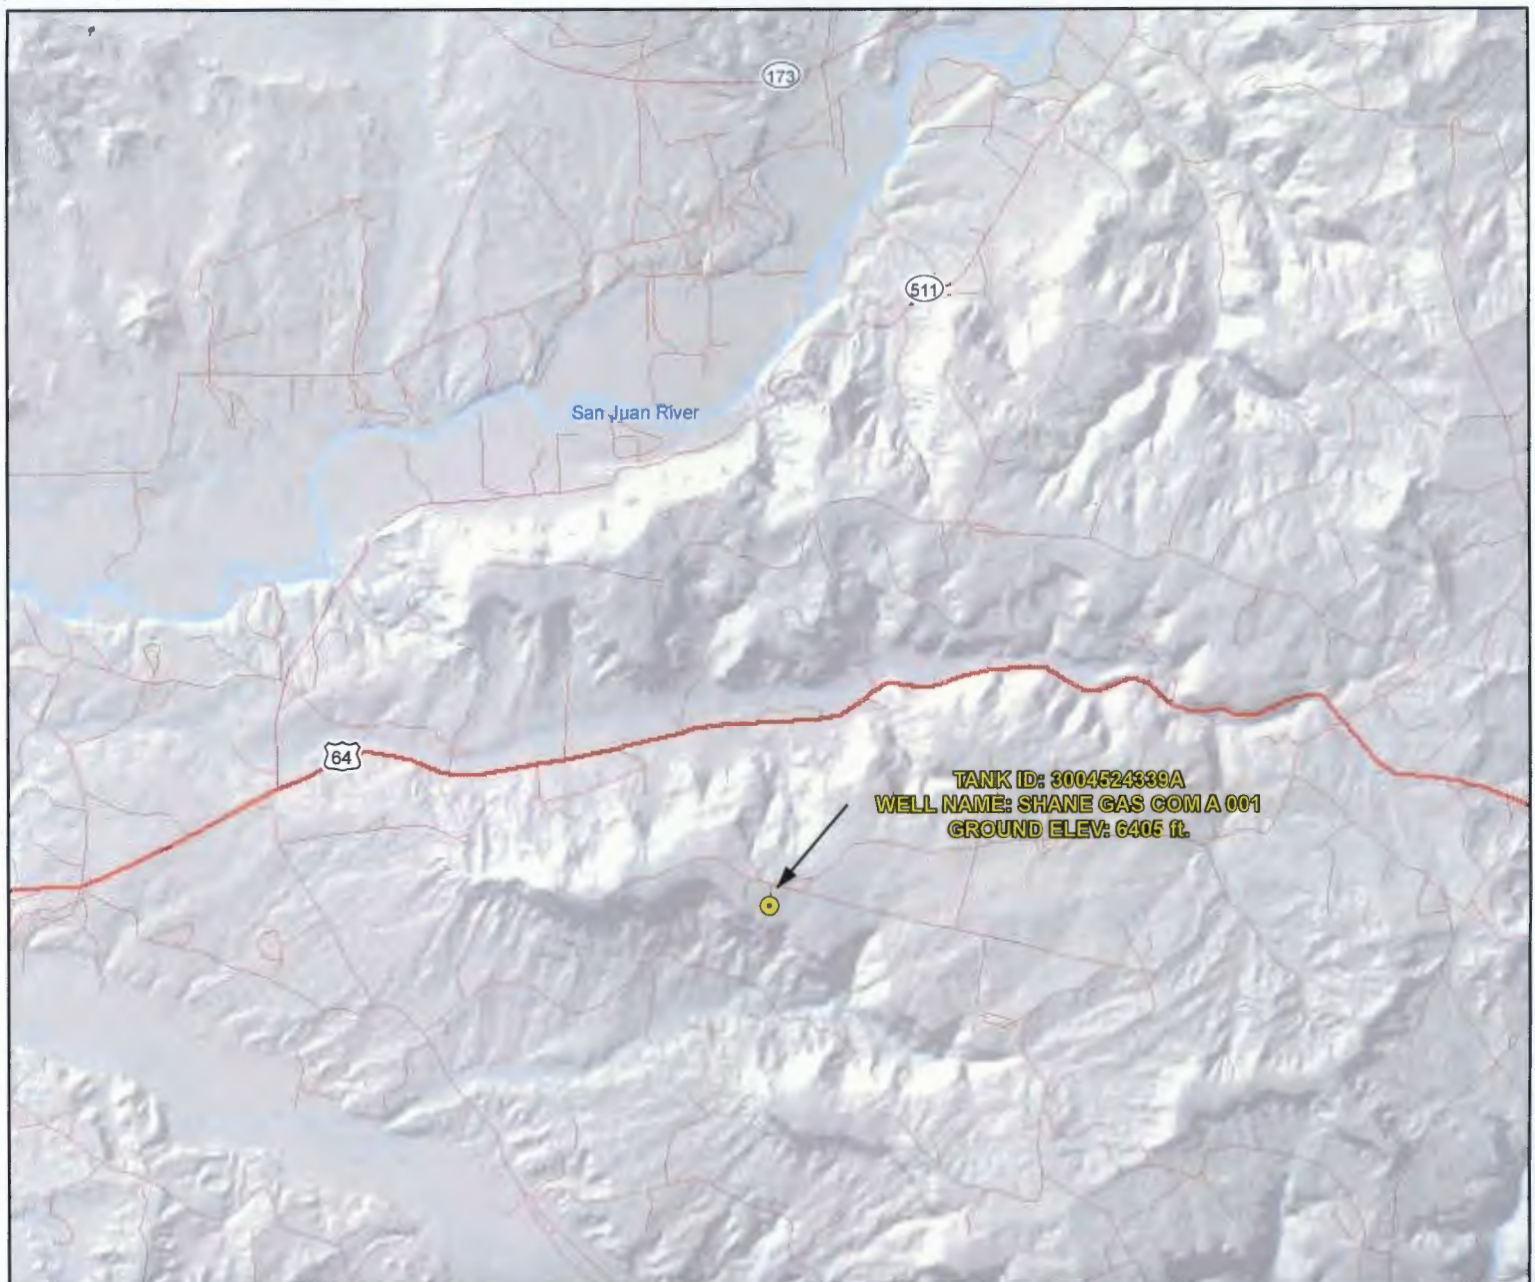 173
511
San Juan River
64
TANK ID: 3004524339A
WELL NAME: SHANE GAS COM A 001
GROUND ELEV: 6405 ft.